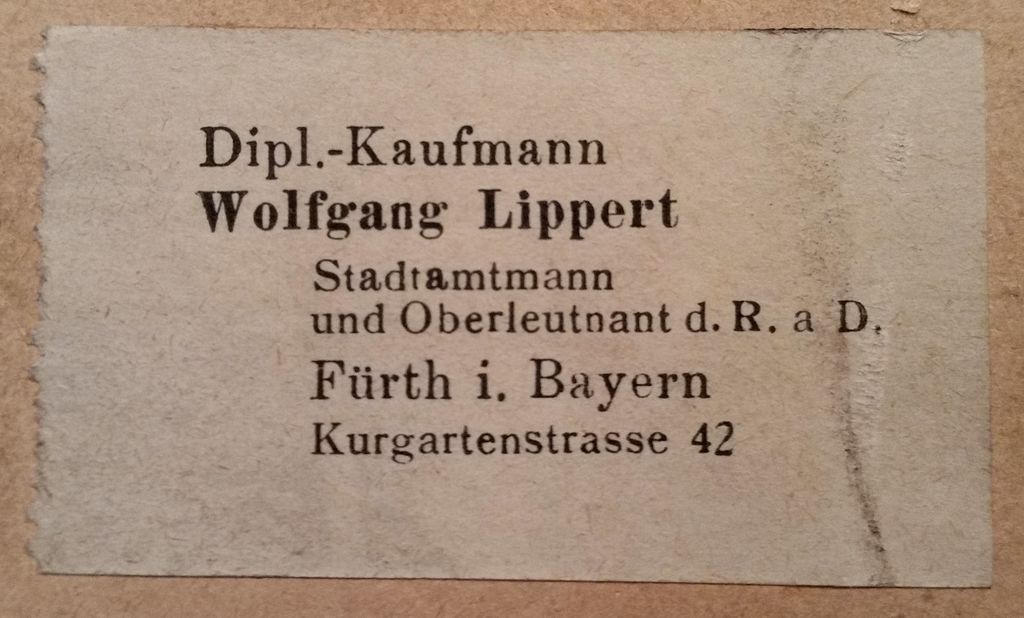 Dipl.-Kaufmann
Wolfgang Lippert
Stadtamtmann
und Oberleutnant d. R. a D.
Fürth i. Bayern
Kurgartenstrasse 42